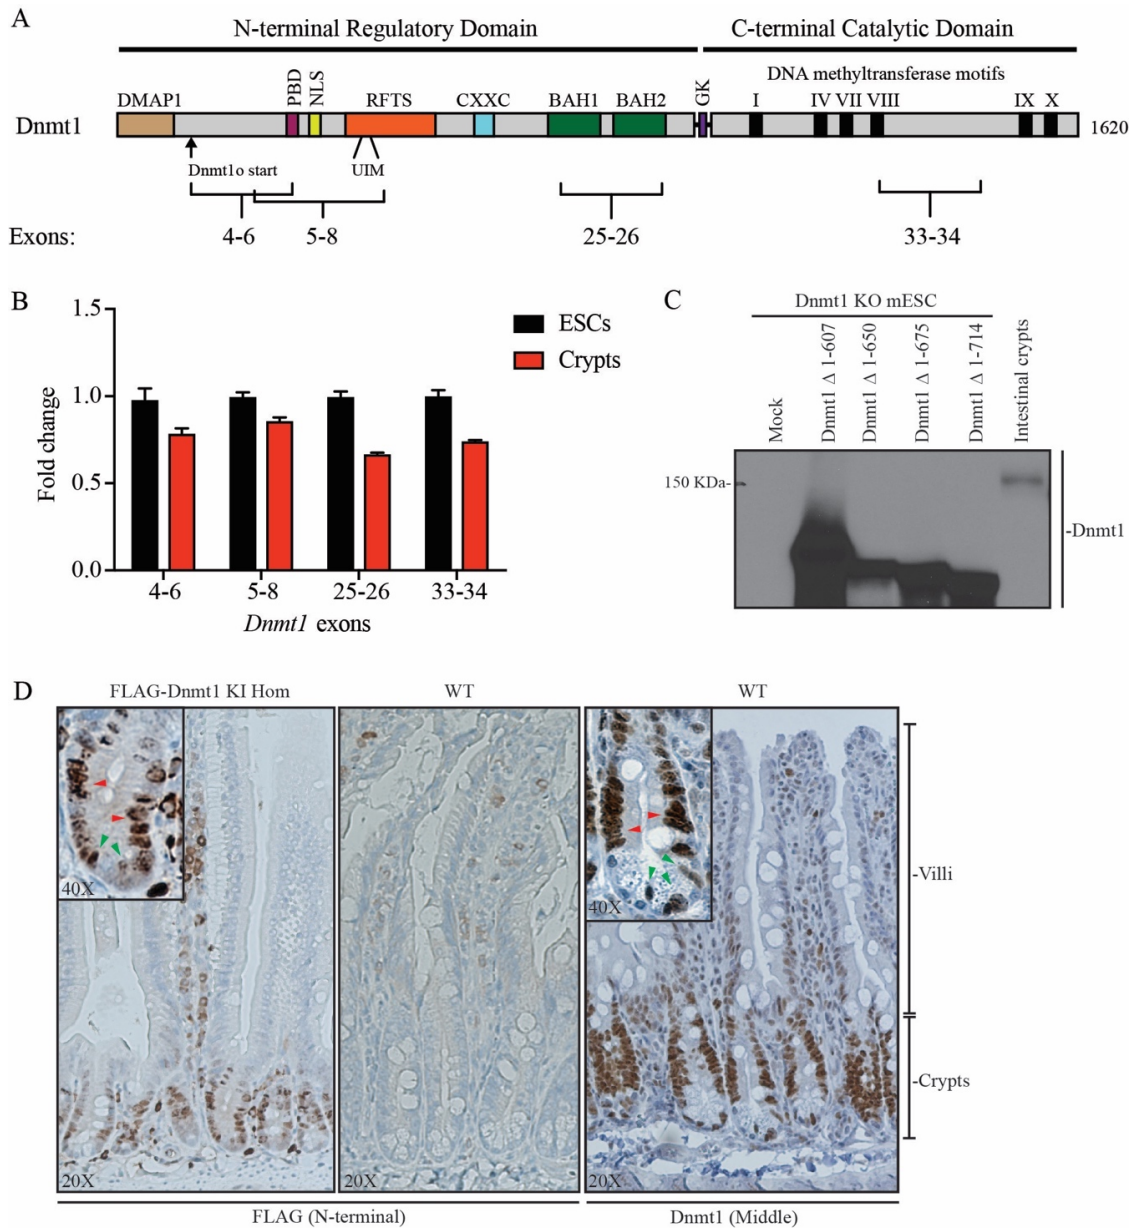 A
N-terminal Regulatory Domain C-terminal Catalytic Domain
DNA methyltransferase motifs
DMAP1 PBD NLS RFTS CXXC BAH1 BAH2 GK I IV VII VIII IX X
Dnmt1 1620
Dnmt1o start UIM
Exons: 4-6 5-8 25-26 33-34
B
1.5
1.0
0.5
0.0
Fold change
ESCs
Crypts
4-6 5-8 25-26 33-34
Dnmt1 exons
C
Dnmt1 KO mESC
Mock
Dnmt1 Δ 1-607
Dnmt1 Δ 1-650
Dnmt1 Δ 1-675
Dnmt1 Δ 1-714
Intestinal crypts
150 KDa-
-Dnmt1
D
FLAG-Dnmt1 KI Hom WT WT
40X 40X
-Villi
-Crypts
20X 20X 20X
FLAG (N-terminal) Dnmt1 (Middle)